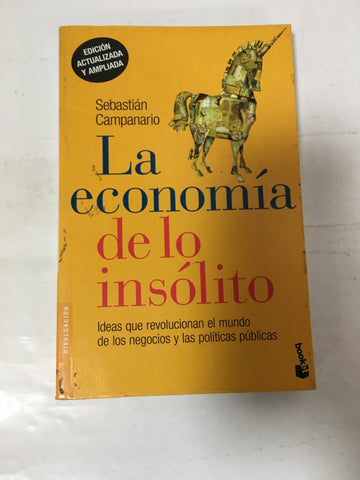 EDICIÓN
ACTUALIZADA
Y AMPLIADA
Sebastián
Campanario
La
economía
de lo
insólito
Ideas que revolucionan el mundo
de los negocios y las políticas públicas
DIVULGACIÓN
booket